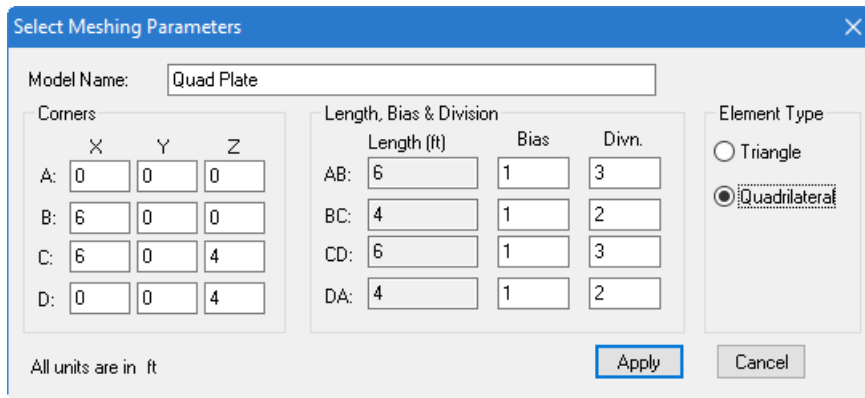 Select Meshing Parameters
Model Name: Quad Plate
Corners
X Y Z
A: 0 0 0
B: 6 0 0
C: 6 0 4
D: 0 0 4
Length, Bias & Division
Length (ft) Bias Divn.
AB: 6 1 3
BC: 4 1 2
CD: 6 1 3
DA: 4 1 2
Element Type
Triangle
Quadrilateral
All units are in ft
Apply Cancel